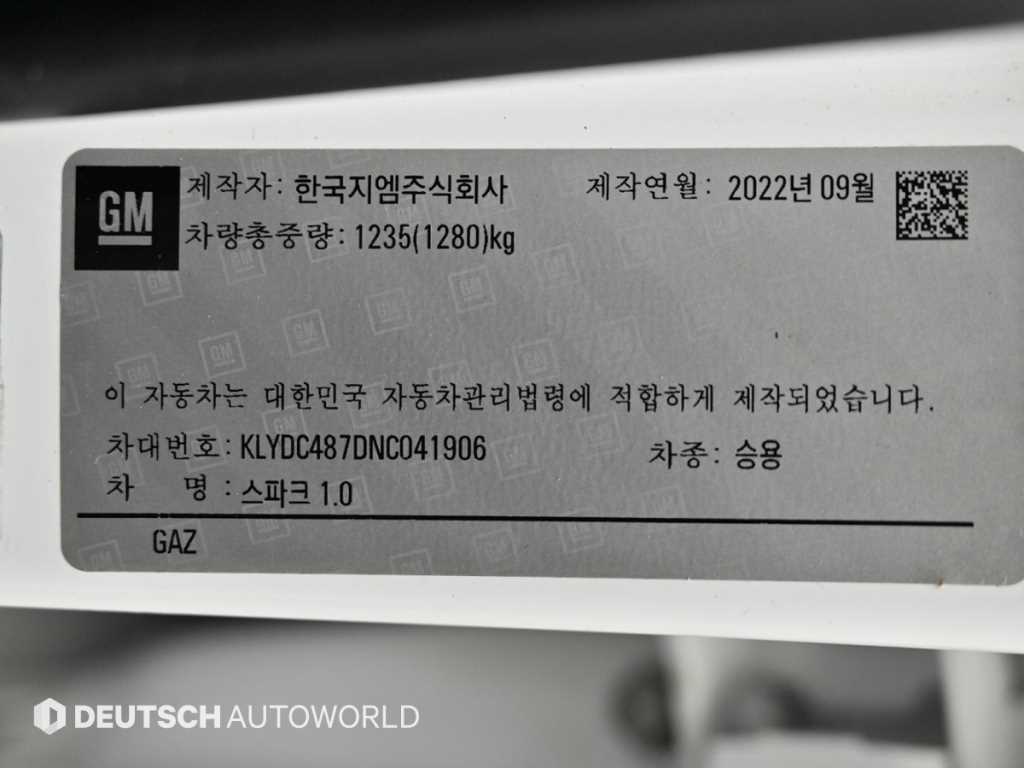 GM 제작자: 한국지엠주식회사 제작연월: 2022년 09월
차량총중량: 1235(1280)kg
이 자동차는 대한민국 자동차관리법령에 적합하게 제작되었습니다.
차대번호: KLYDC487DNC041906 차종: 승용
차 명: 스파크 1.0
GAZ
DEUTSCH AUTOWORLD